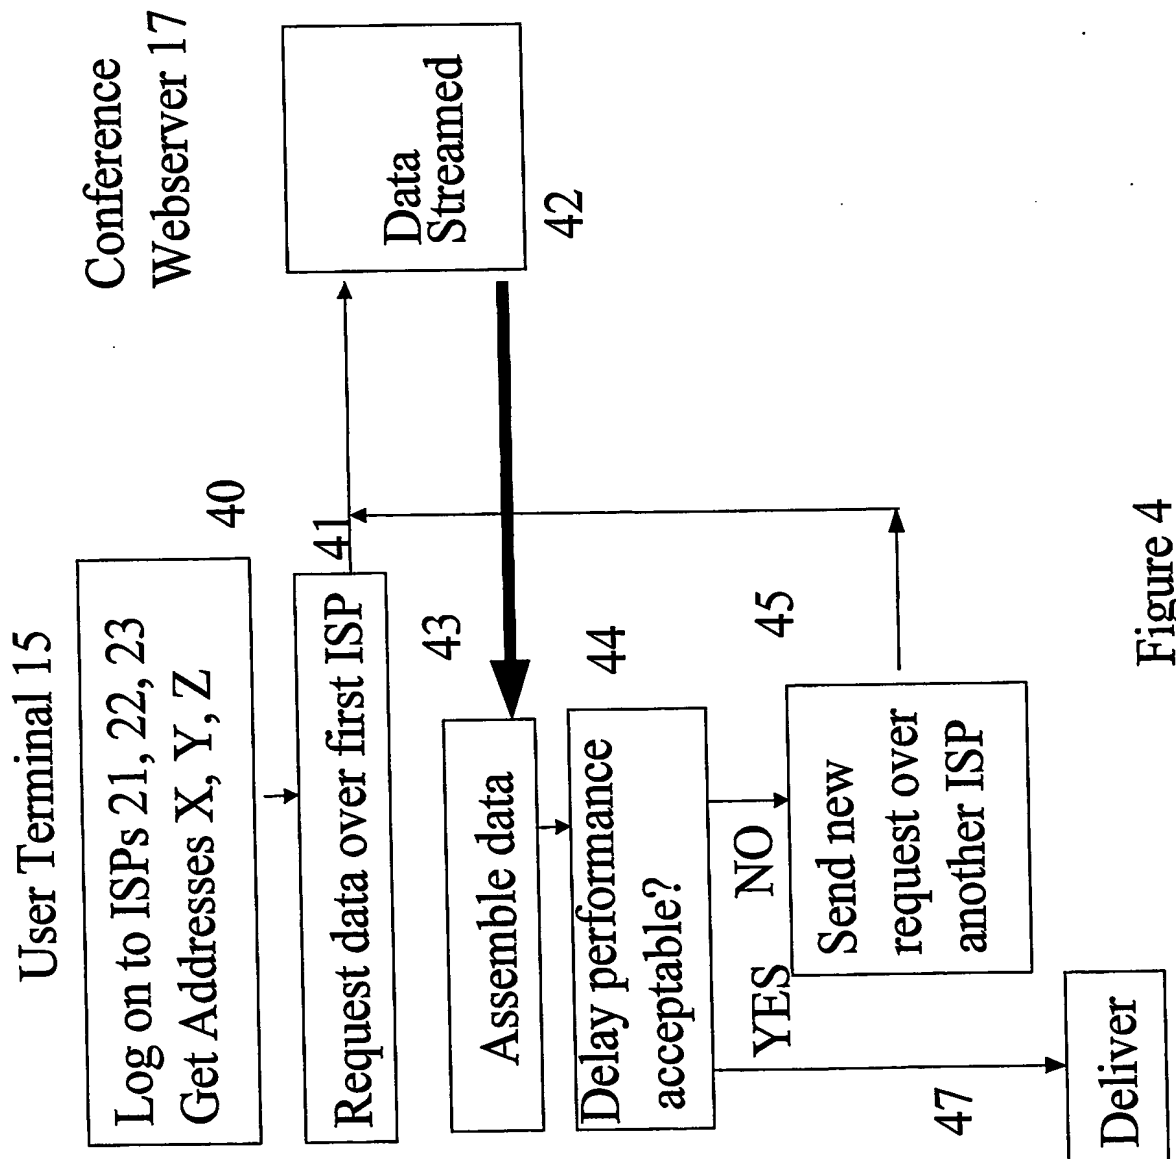 User Terminal 15
Conference
Webserver 17
Log on to ISPs 21, 22, 23
Get Addresses X, Y, Z
40
Request data over first ISP
41
Data
Streamed
42
43
Assemble data
44
Delay performance
acceptable?
45
YES
NO
Send new
request over
another ISP
47
Deliver
Figure 4